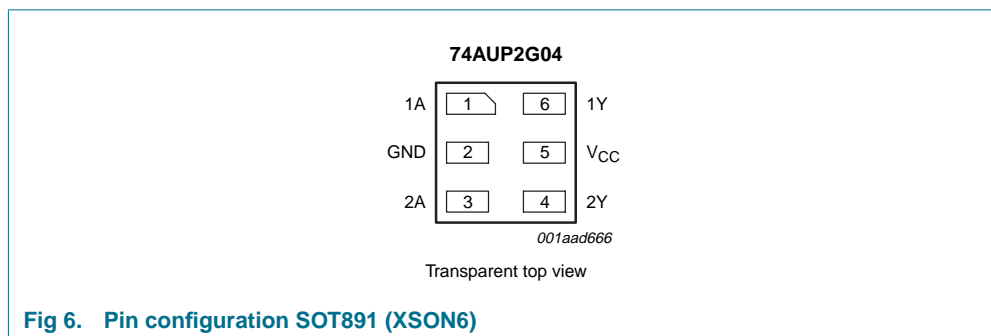 74AUP2G04
1A 1 6 1Y
GND 2 5 VCC
2A 3 4 2Y
001aad666
Transparent top view
Fig 6. Pin configuration SOT891 (XSON6)